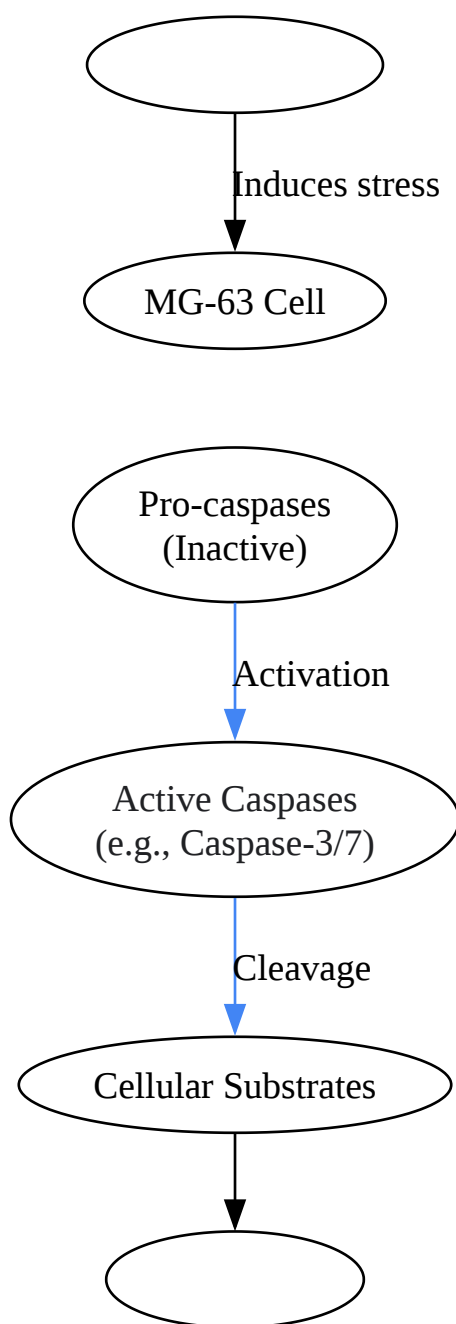 Induces stress
MG-63 Cell
Pro-caspases
(Inactive)
Activation
Active Caspases
(e.g., Caspase-3/7)
Cleavage
Cellular Substrates